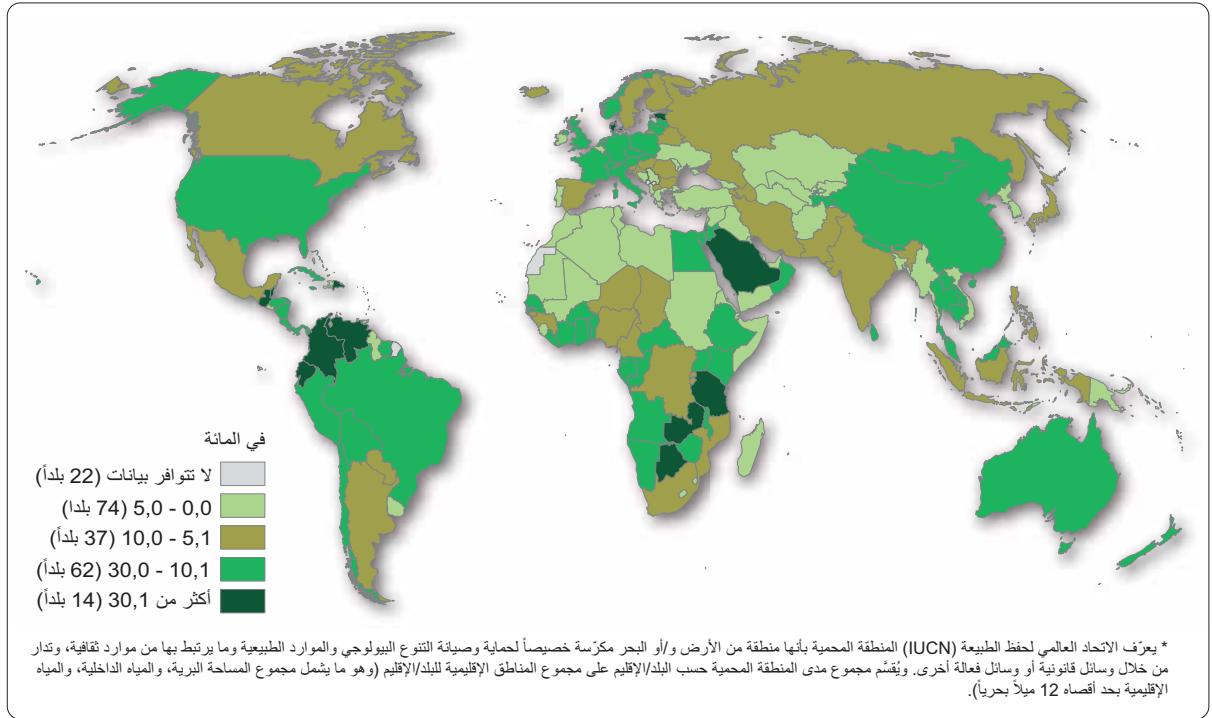 في المائة
لا تتوافر بيانات (22 بلداً)
0,0 - 5,0 (74 بلدا)
5,1 - 10,0 (37 بلداً)
10,1 - 30,0 (62 بلداً)
أكثر من 30,1 (14 بلداً)
* يعرّف الاتحاد العالمي لحفظ الطبيعة (IUCN) المنطقة المحمية بأنها منطقة من الأرض و/أو البحر مكرّسة خصيصاً لحماية وصيانة التنوع البيولوجي والموارد الطبيعية وما يرتبط بها من موارد ثقافية، وتدار
من خلال وسائل قانونية أو وسائل فعالة أخرى. ويُقسَّم مجموع مدى المنطقة المحمية حسب البلد/الإقليم على مجموع المناطق الإقليمية للبلد/الإقليم (وهو ما يشمل مجموع المساحة البرية، والمياه الداخلية، والمياه
الإقليمية بحد أقصاه 12 ميلاً بحرياً).